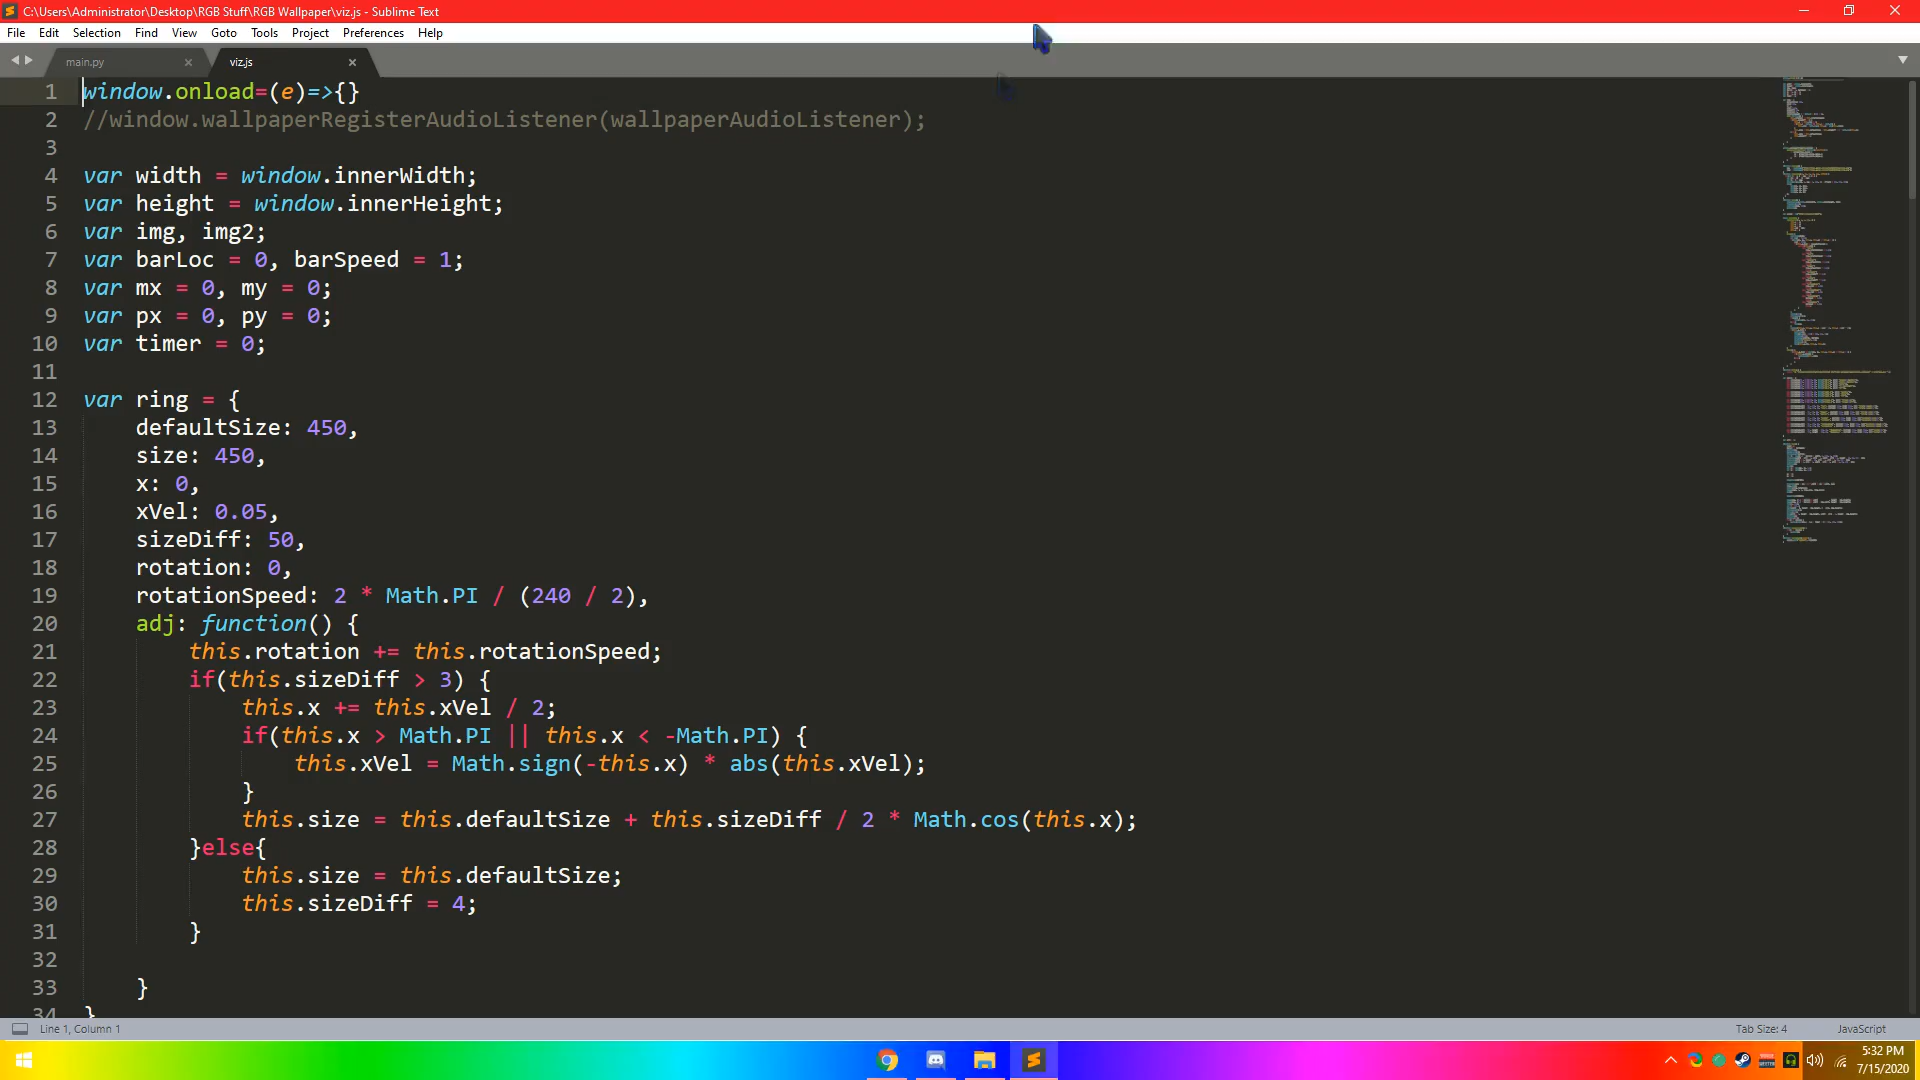 C:\Users\Administrator\Desktop\RGB Stuff\RGB Wallpaper\viz.js - Sublime Text
File Edit Selection Find View Goto Tools Project Preferences Help
main.py viz.js
1 window.onload=(e)=>{}
2 //window.wallpaperRegisterAudioListener(wallpaperAudioListener);
3
4 var width = window.innerWidth;
5 var height = window.innerHeight;
6 var img, img2;
7 var barLoc = 0, barSpeed = 1;
8 var mx = 0, my = 0;
9 var px = 0, py = 0;
10 var timer = 0;
11
12 var ring = {
13 defaultSize: 450,
14 size: 450,
15 x: 0,
16 xVel: 0.05,
17 sizeDiff: 50,
18 rotation: 0,
19 rotationSpeed: 2 * Math.PI / (240 / 2),
20 adj: function() {
21 this.rotation += this.rotationSpeed;
22 if(this.sizeDiff > 3) {
23 this.x += this.xVel / 2;
24 if(this.x > Math.PI || this.x < -Math.PI) {
25 this.xVel = Math.sign(-this.x) * abs(this.xVel);
26 }
27 this.size = this.defaultSize + this.sizeDiff / 2 * Math.cos(this.x);
28 }else{
29 this.size = this.defaultSize;
30 this.sizeDiff = 4;
31 }
32
33 }
34 }
Line 1, Column 1 Tab Size: 4 JavaScript
5:32 PM
7/15/2020